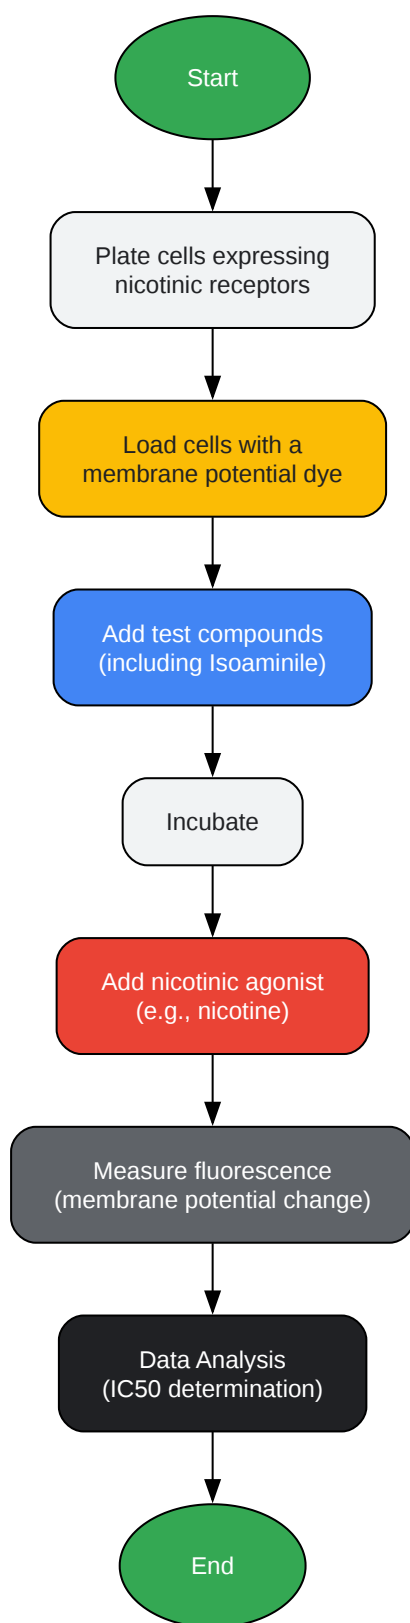 Start
Plate cells expressing
nicotinic receptors
Load cells with a
membrane potential dye
Add test compounds
(including Isoaminile)
Incubate
Add nicotinic agonist
(e.g., nicotine)
Measure fluorescence
(membrane potential change)
Data Analysis
(IC50 determination)
End